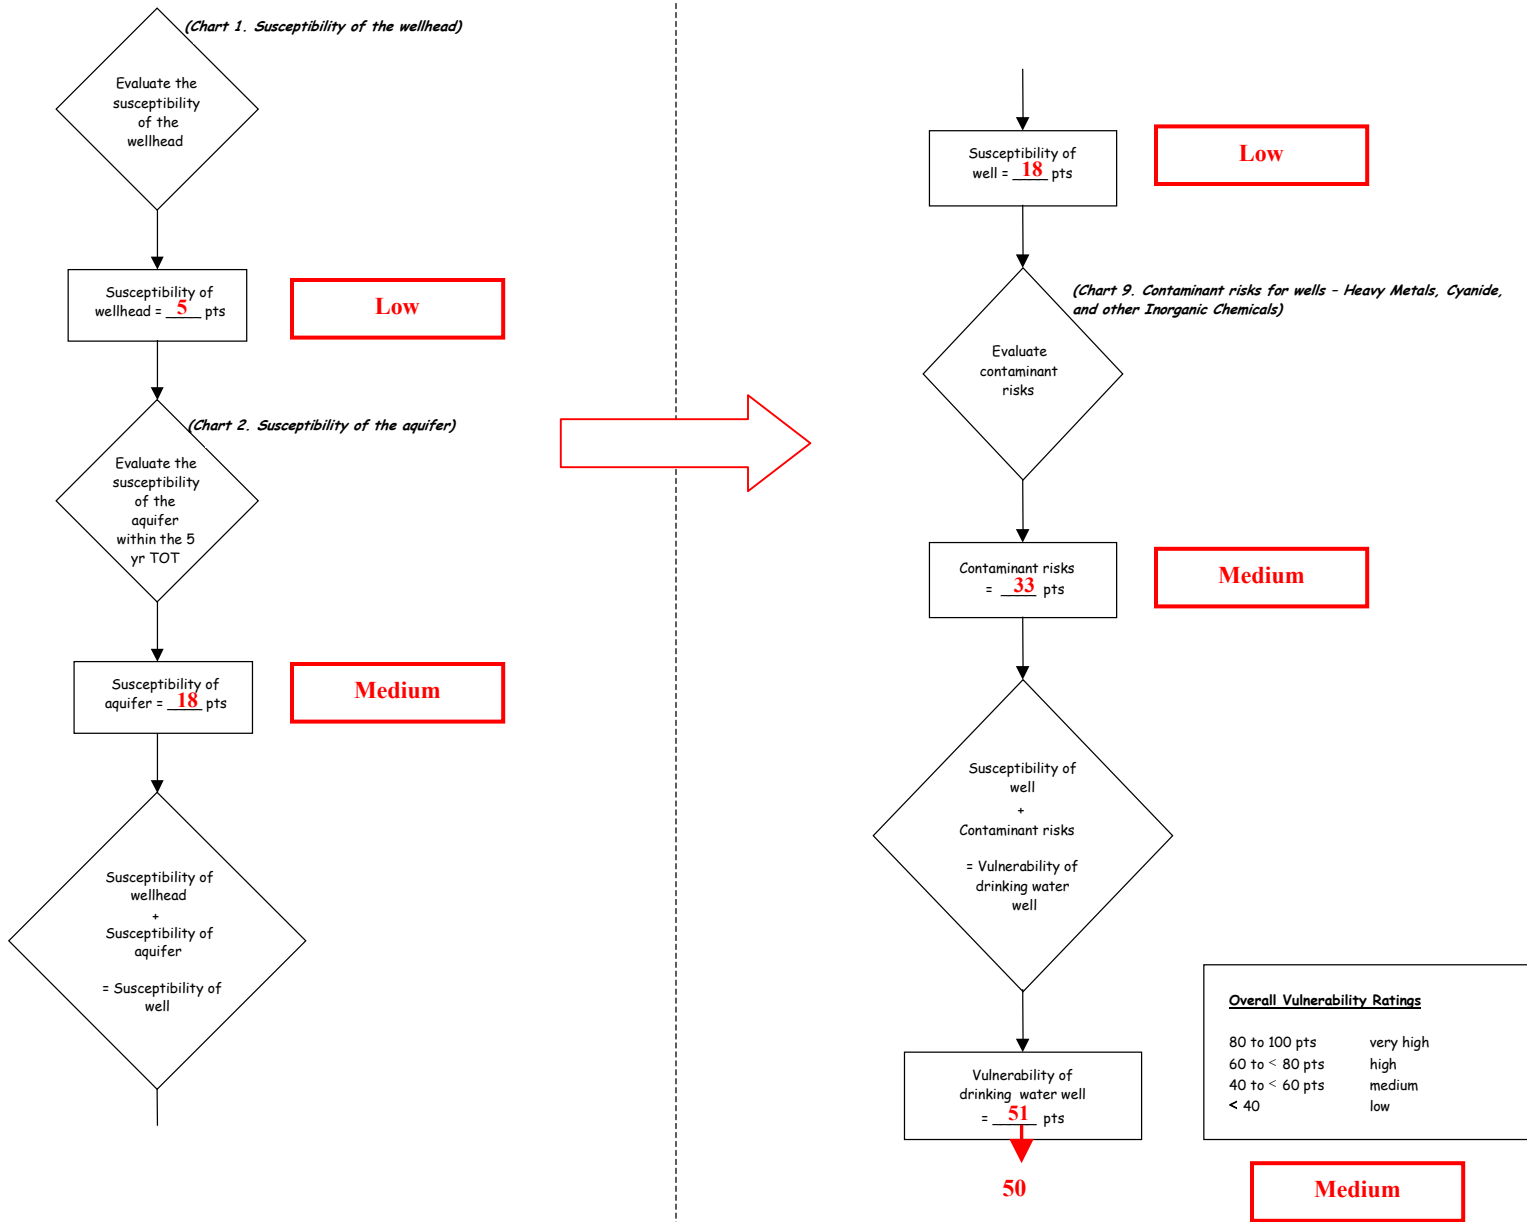 (Chart 1. Susceptibility of the wellhead)
Evaluate the
susceptibility
of the
wellhead
Susceptibility of
wellhead = 5 pts
Low
(Chart 2. Susceptibility of the aquifer)
Evaluate the
susceptibility
of the
aquifer
within the 5
yr TOT
Susceptibility of
aquifer = 18 pts
Medium
Susceptibility of
wellhead
+
Susceptibility of
aquifer
= Susceptibility of
well
Susceptibility of
well = 18 pts
Low
(Chart 9. Contaminant risks for wells – Heavy Metals, Cyanide,
and other Inorganic Chemicals)
Evaluate
contaminant
risks
Contaminant risks
= 33 pts
Medium
Susceptibility of
well
+
Contaminant risks
= Vulnerability of
drinking water
well
Vulnerability of
drinking water well
= 51 pts
50
Overall Vulnerability Ratings
80 to 100 pts very high
60 to < 80 pts high
40 to < 60 pts medium
< 40 low
Medium